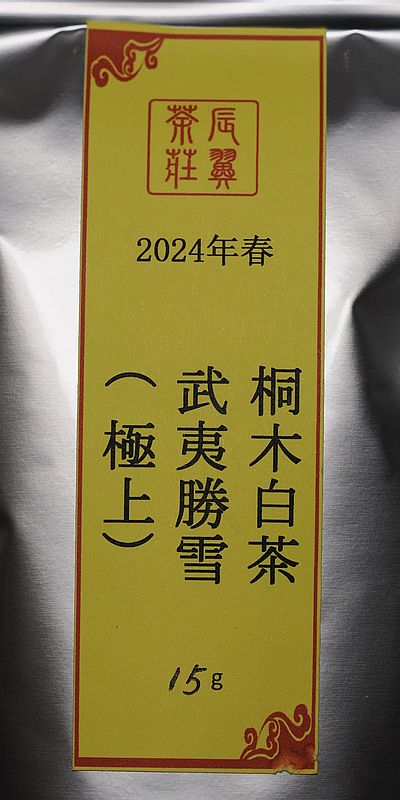 辰翼
茶莊
2024年春
桐木白茶
武夷勝雪
（極上）
15g